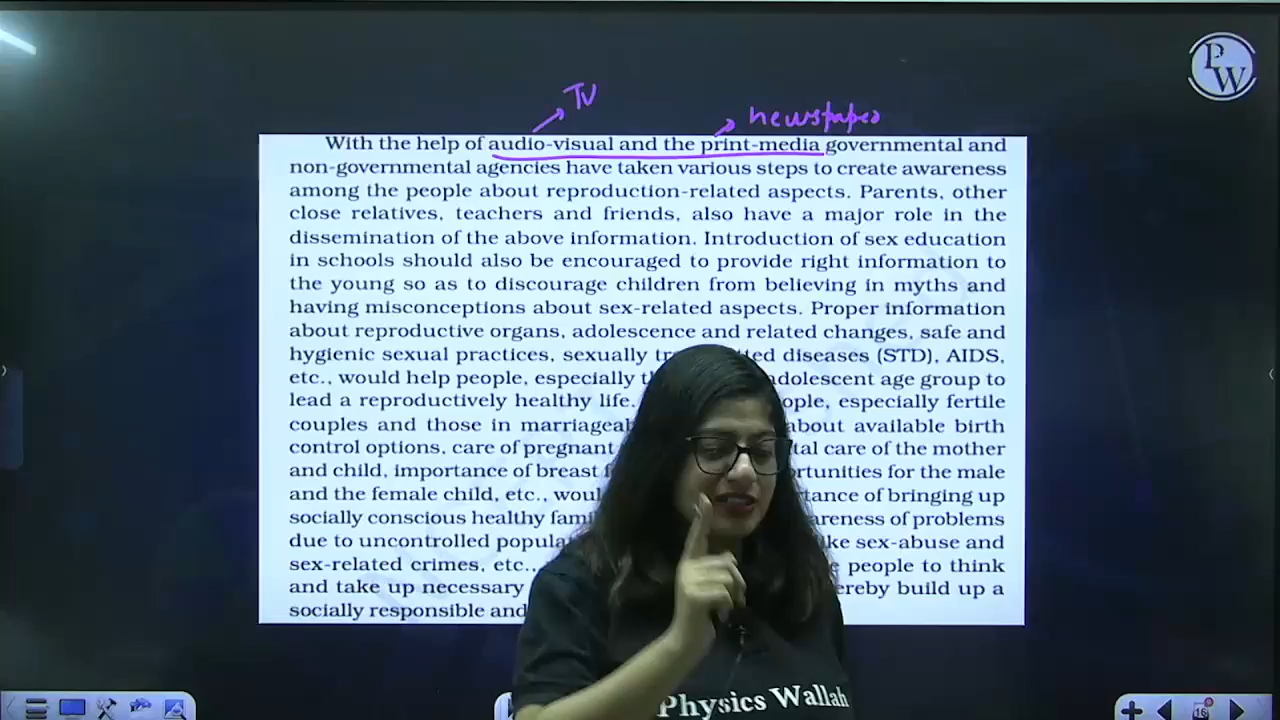 PW
TV
newspaper
With the help of audio-visual and the print-media governmental and
non-governmental agencies have taken various steps to create awareness
among the people about reproduction-related aspects. Parents, other
close relatives, teachers and friends, also have a major role in the
dissemination of the above information. Introduction of sex education
in schools should also be encouraged to provide right information to
the young so as to discourage children from believing in myths and
having misconceptions about sex-related aspects. Proper information
about reproductive organs, adolescence and related changes, safe and
hygienic sexual practices, sexually tr ted diseases (STD), AIDS,
etc., would help people, especially t adolescent age group to
lead a reproductively healthy life. ople, especially fertile
couples and those in marriageab about available birth
control options, care of pregnant tal care of the mother
and child, importance of breast f rtunities for the male
and the female child, etc., woul tance of bringing up
socially conscious healthy fami areness of problems
due to uncontrolled popula ike sex-abuse and
sex-related crimes, etc., people to think
and take up necessary ereby build up a
socially responsible and
Physics Wallah
16